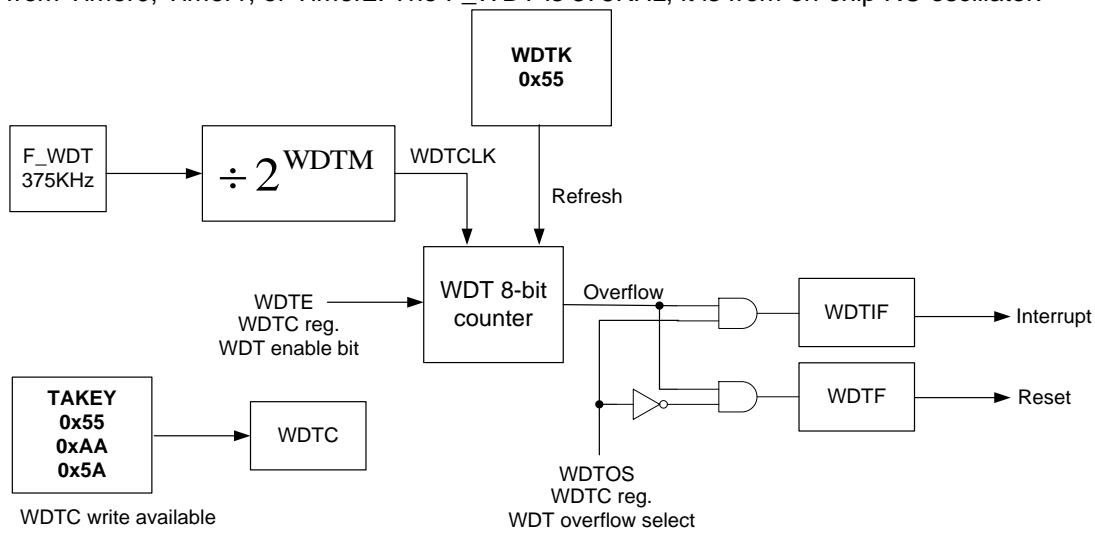 WDTK
0x55
F_WDT
375KHz
÷ 2^WDTM
WDTCLK
Refresh
WDT 8-bit
counter
Overflow
WDTE
WDTC reg.
WDT enable bit
WDTIF
Interrupt
WDTF
Reset
TAKEY
0x55
0xAA
0x5A
WDTC
WDTC write available
WDTOS
WDTC reg.
WDT overflow select